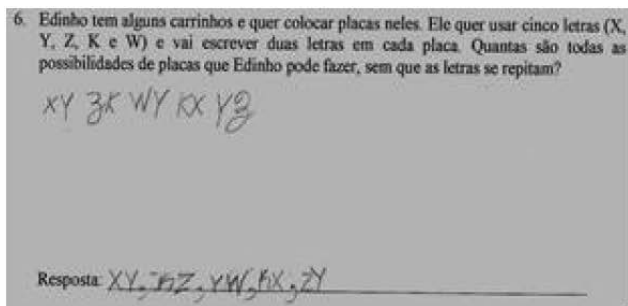 6. Edinho tem alguns carrinhos e quer colocar placas neles. Ele quer usar cinco letras (X,
Y, Z, K e W) e vai escrever duas letras em cada placa. Quantas são todas as
possibilidades de placas que Edinho pode fazer, sem que as letras se repitam?
XY ZK WY KX YZ
Resposta: XY, KZ, YW, KX, ZY